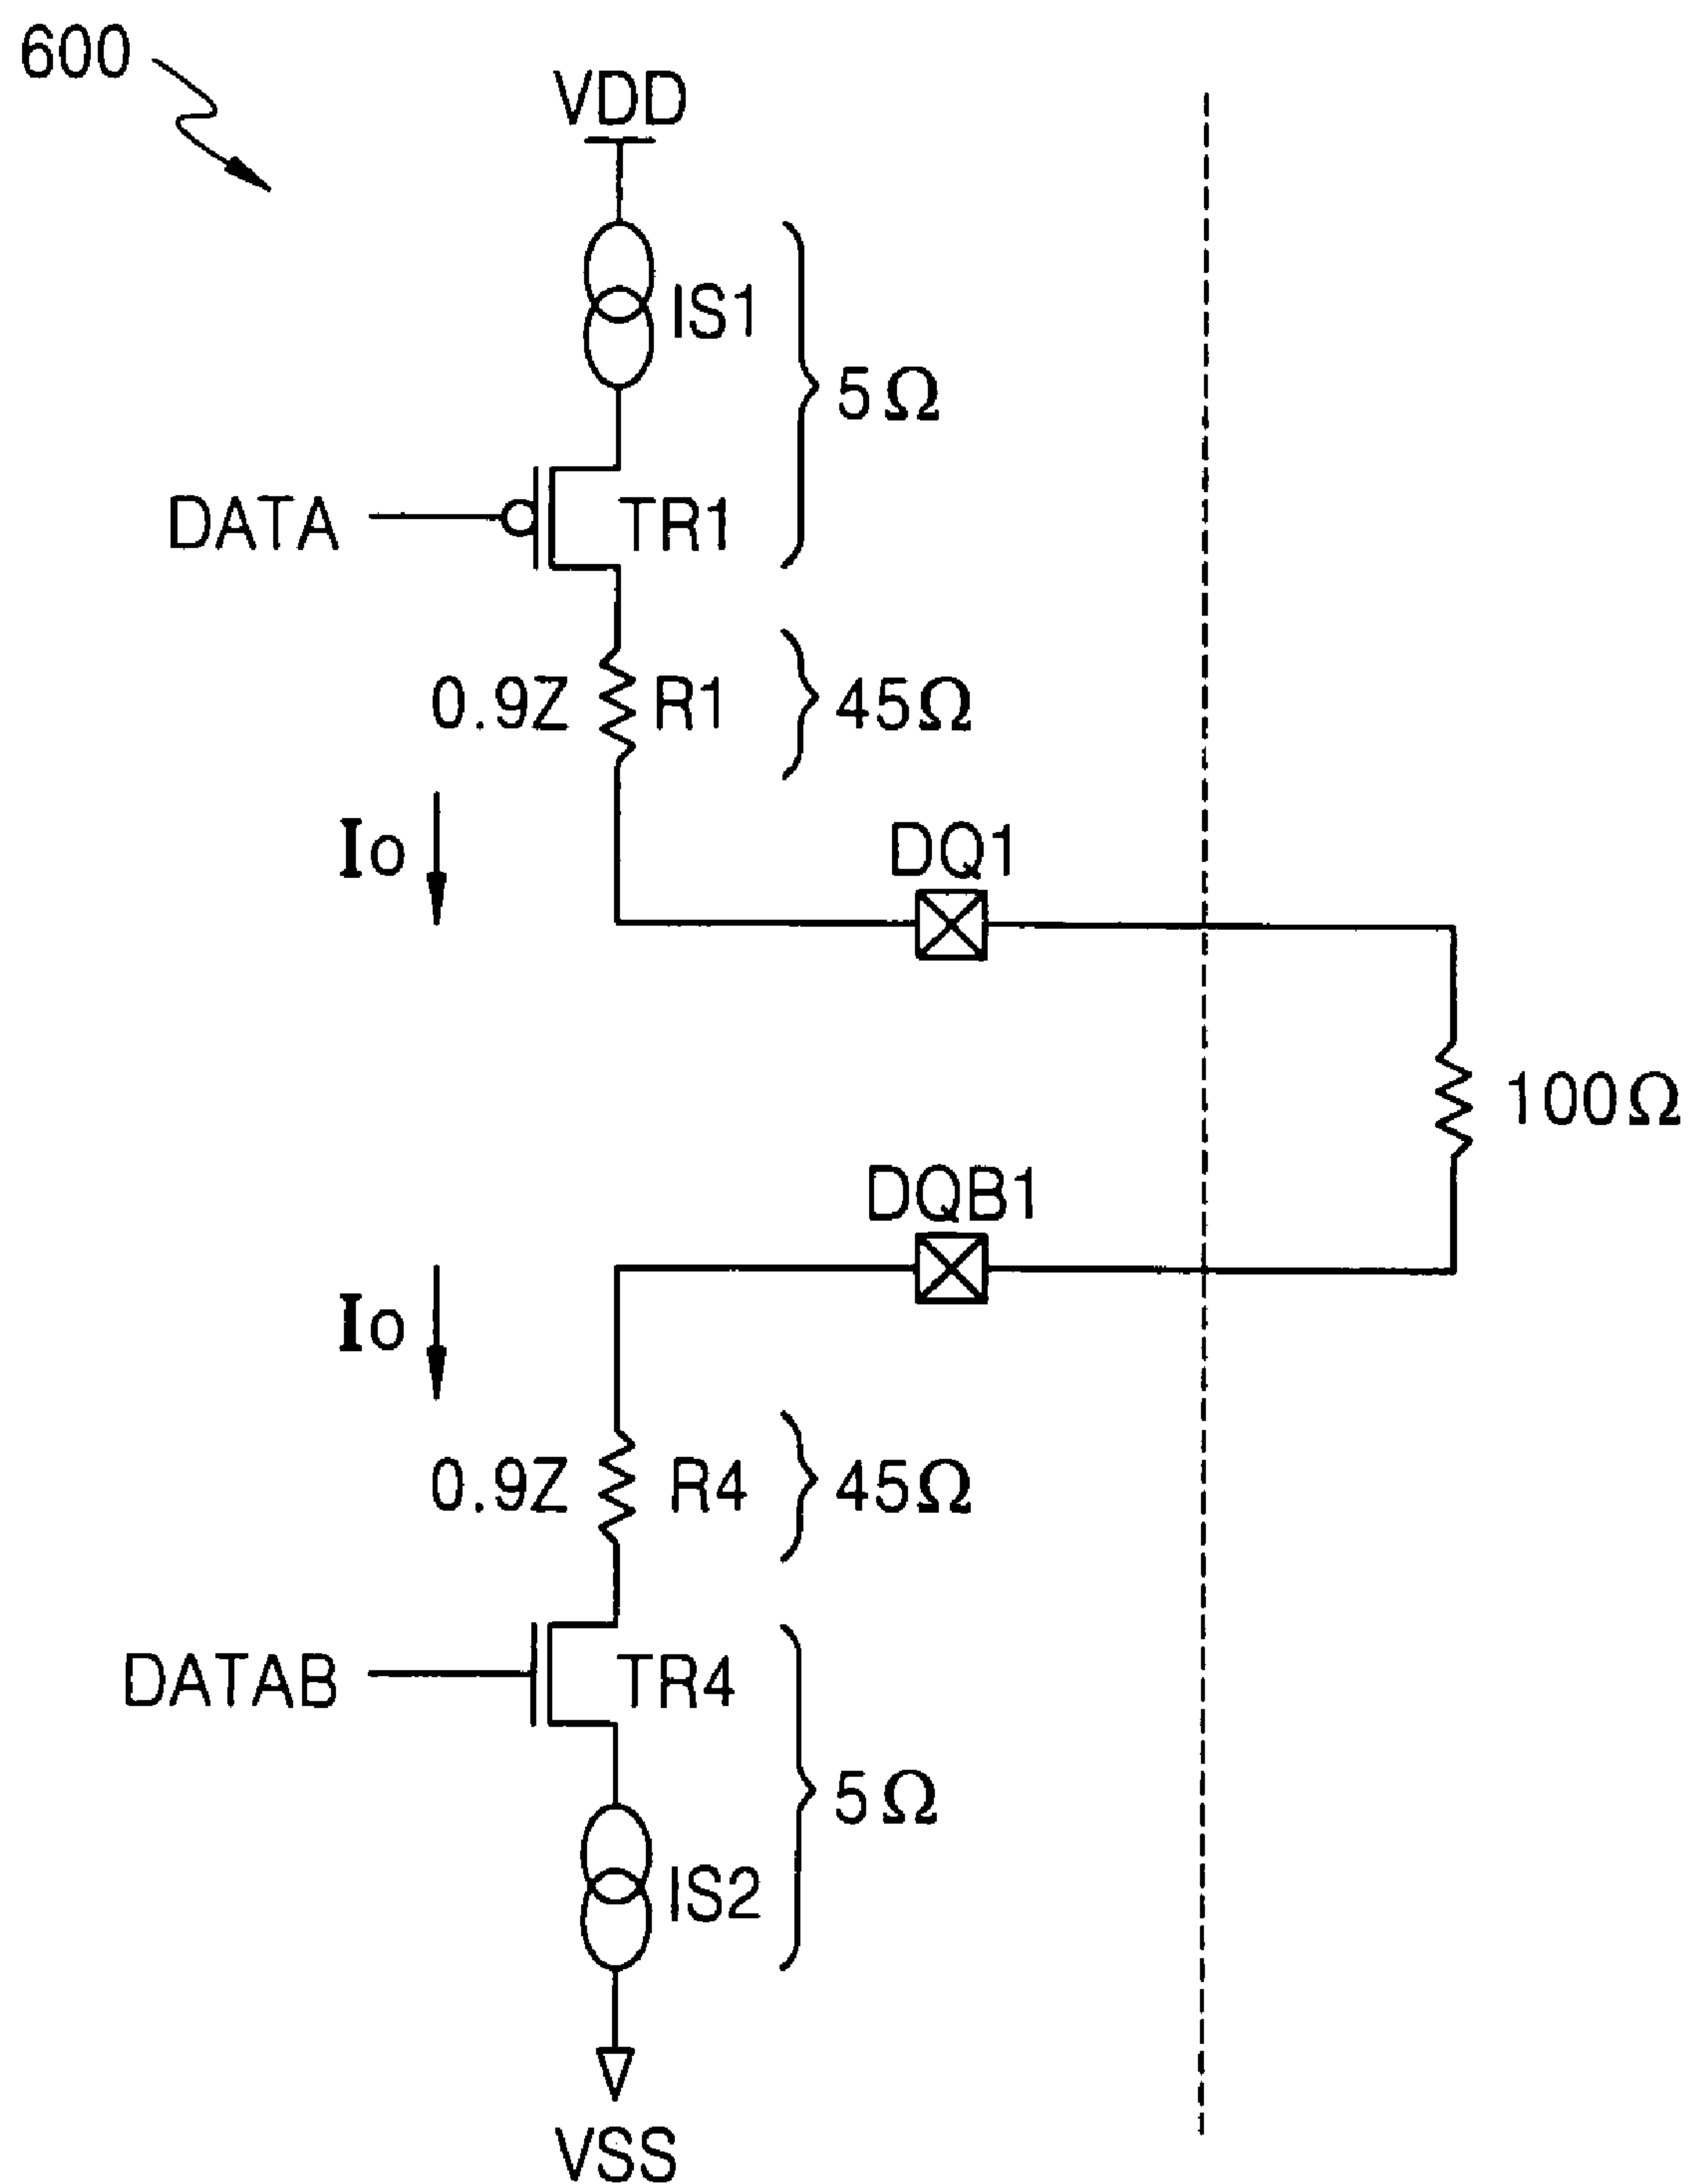 600
VDD
IS1
5Ω
DATA
TR1
0.9Z
R1
45Ω
Io
DQ1
100Ω
DQB1
Io
0.9Z
R4
45Ω
DATAB
TR4
5Ω
IS2
VSS